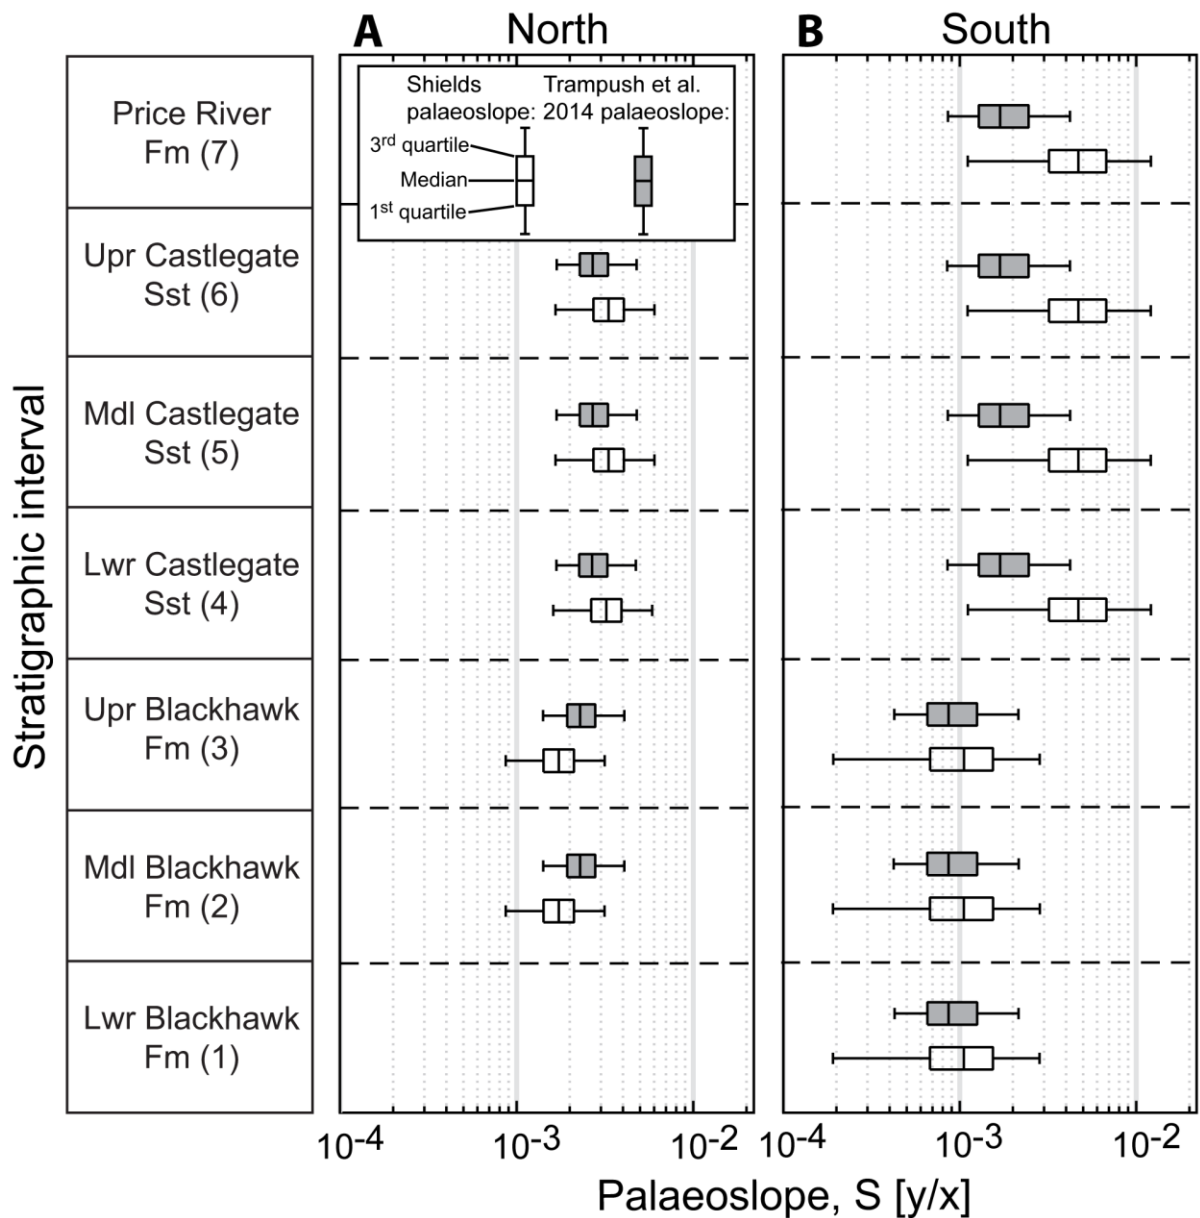 A North
B South
Shields palaeoslope:
Trampush et al. 2014 palaeoslope:
3rd quartile
Median
1st quartile
Stratigraphic interval
Price River
Fm (7)
Upr Castlegate
Sst (6)
Mdl Castlegate
Sst (5)
Lwr Castlegate
Sst (4)
Upr Blackhawk
Fm (3)
Mdl Blackhawk
Fm (2)
Lwr Blackhawk
Fm (1)
10-4 10-3 10-2 10-4 10-3 10-2
Palaeoslope, S [y/x]